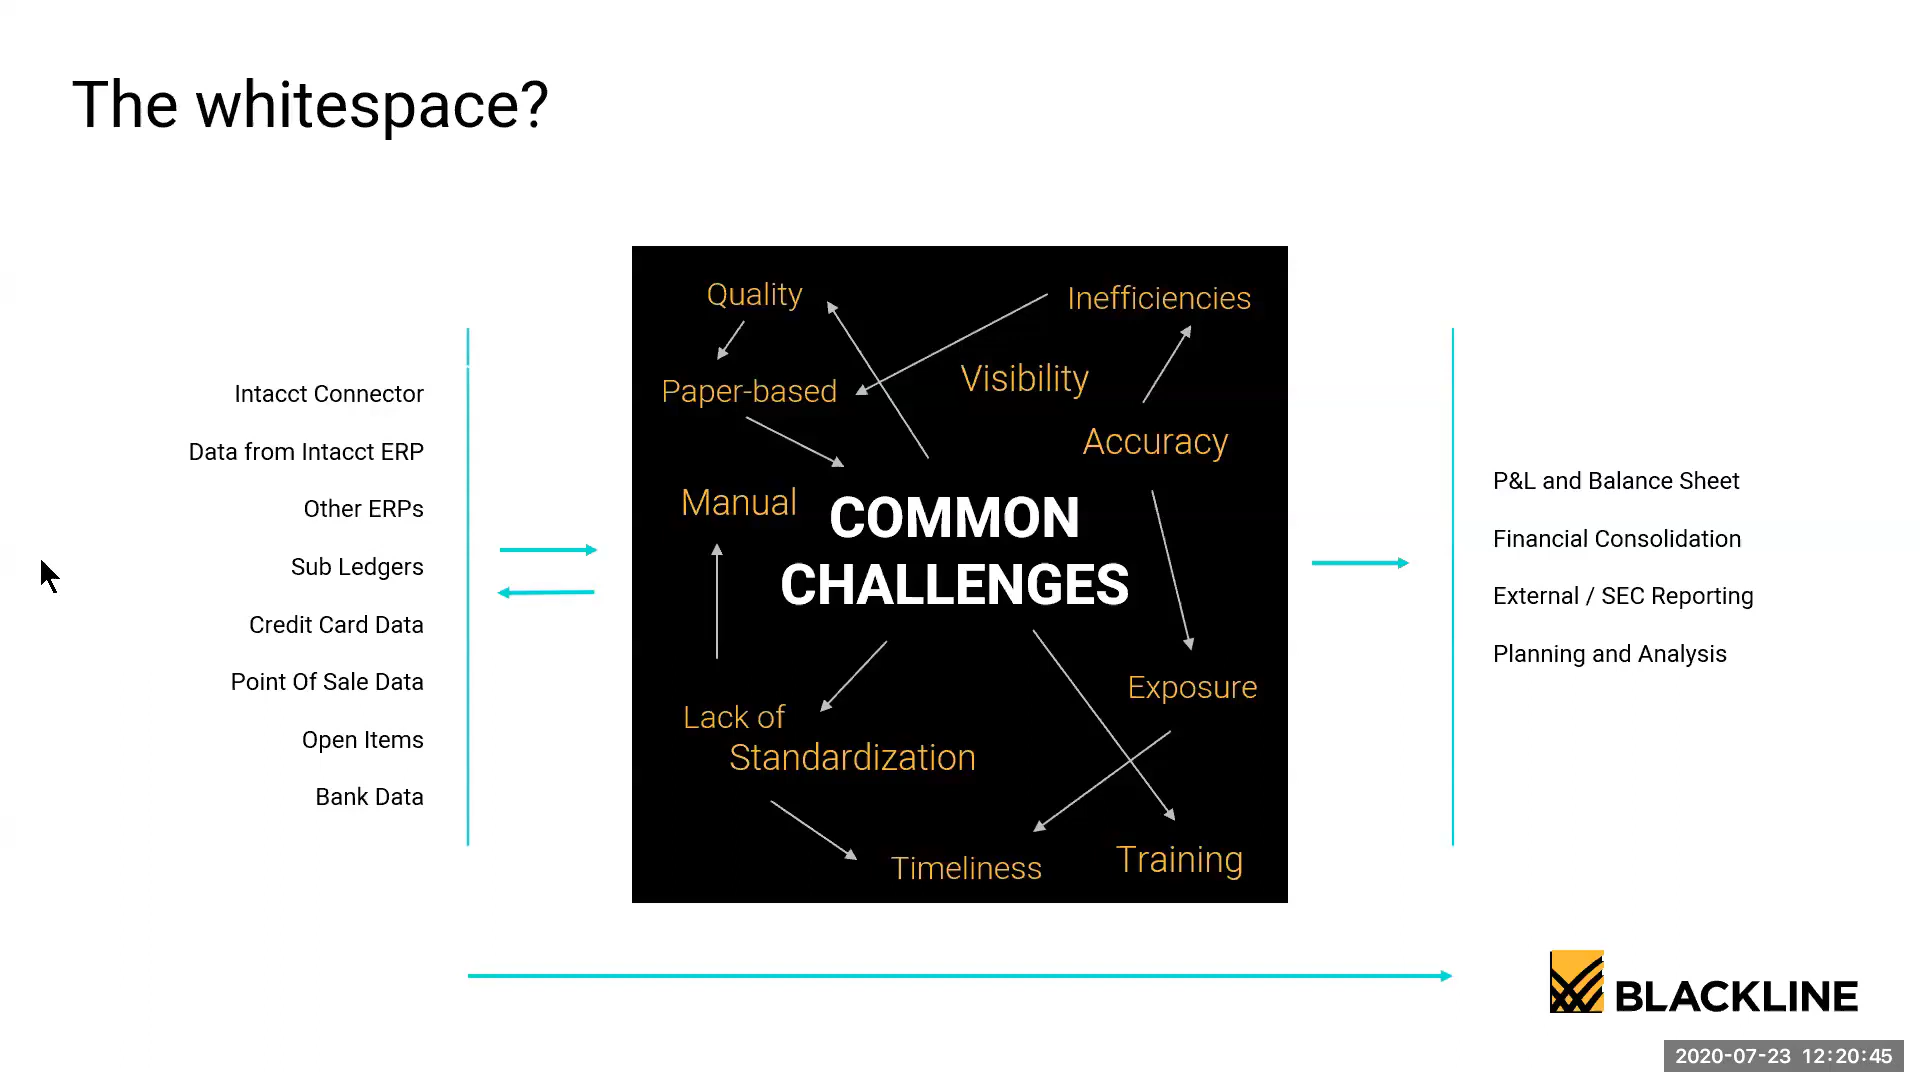 The whitespace?
Intacct Connector
Data from Intacct ERP
Other ERPs
Sub Ledgers
Credit Card Data
Point Of Sale Data
Open Items
Bank Data
Quality
Inefficiencies
Paper-based
Visibility
Accuracy
Manual
COMMON
CHALLENGES
Exposure
Lack of
Standardization
Timeliness
Training
P&L and Balance Sheet
Financial Consolidation
External / SEC Reporting
Planning and Analysis
BLACKLINE
2020-07-23 12:20:45